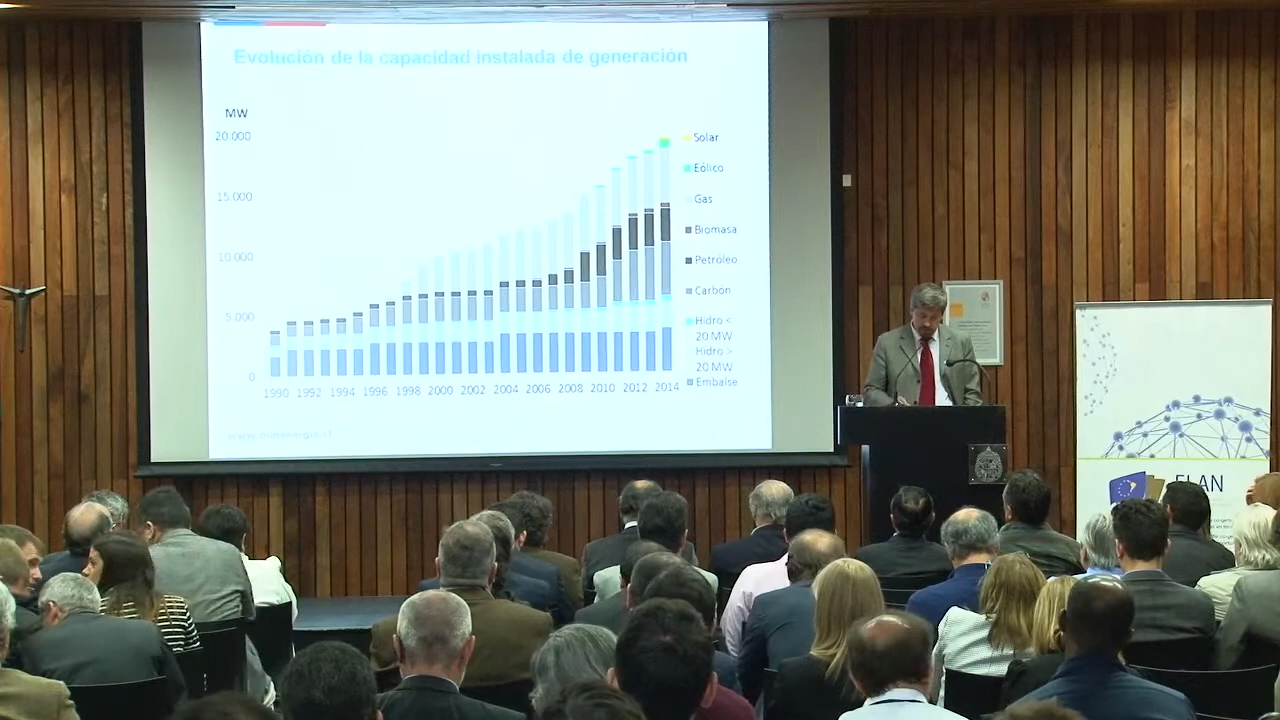 Evolución de la capacidad instalada de generación
MW
20.000
15.000
10.000
5.000
0
1990 1992 1994 1996 1998 2000 2002 2004 2006 2008 2010 2012 2014
Solar
Eólico
Gas
Biomasa
Petróleo
Carbón
Hidro <
20 MW
Hidro >
20 MW
Embalse
ELAN